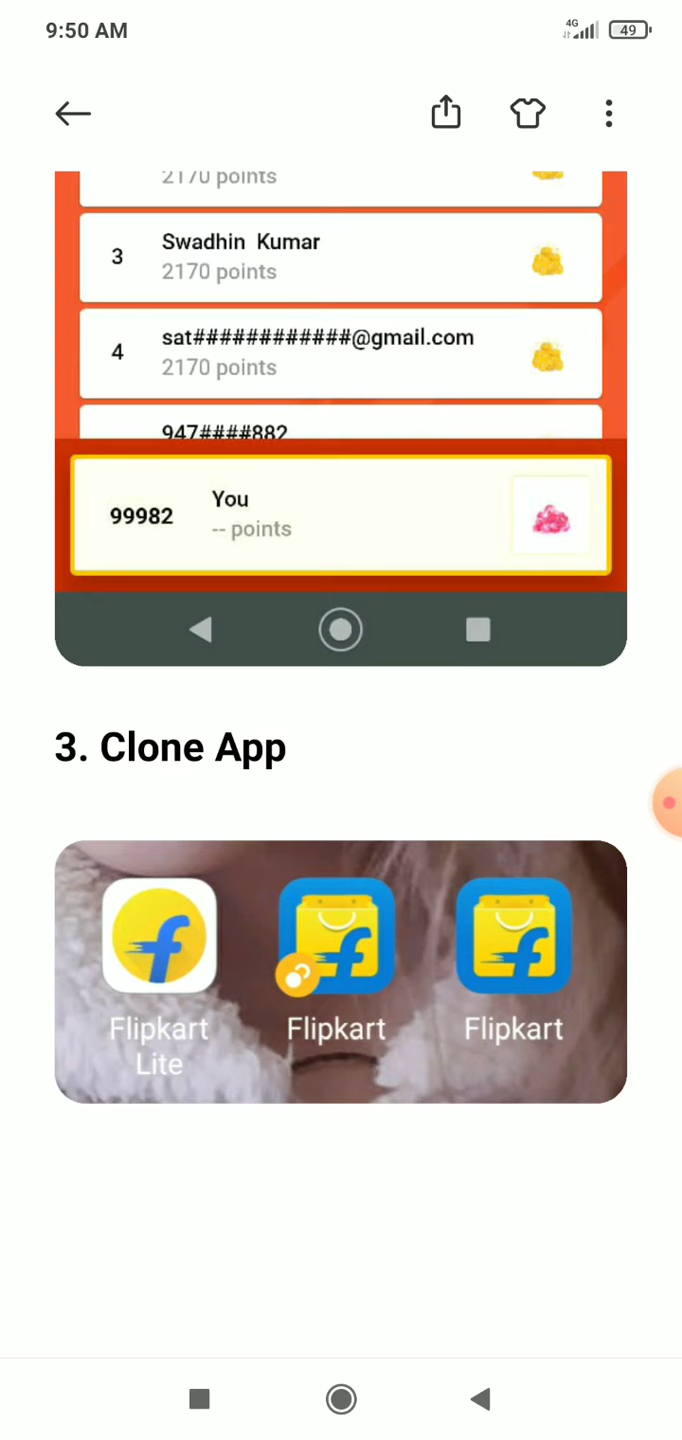 9:50 AM
4G
49
2170 points
3
Swadhin Kumar
2170 points
4
sat############@gmail.com
2170 points
947####882
99982
You
-- points
3. Clone App
Flipkart Lite
Flipkart
Flipkart